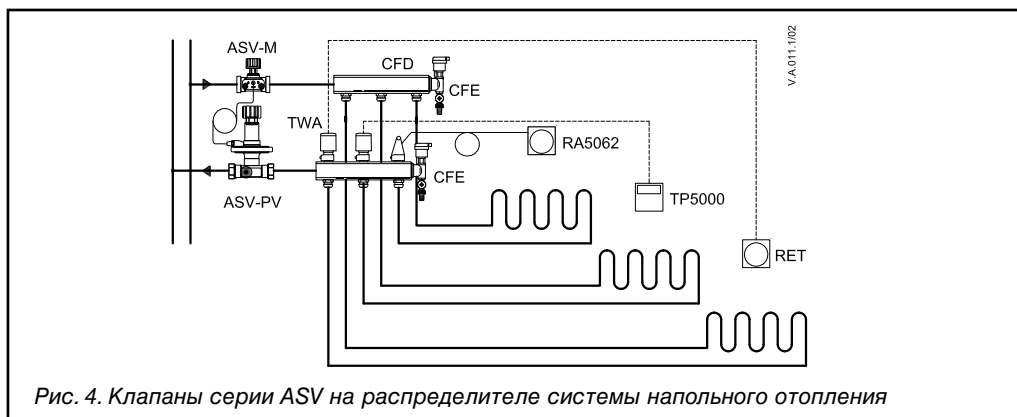 ASV-M
CFD
CFE
V.A.011.1/02
TWA
RA5062
CFE
ASV-PV
TP5000
RET
Рис. 4. Клапаны серии ASV на распределителе системы напольного отопления